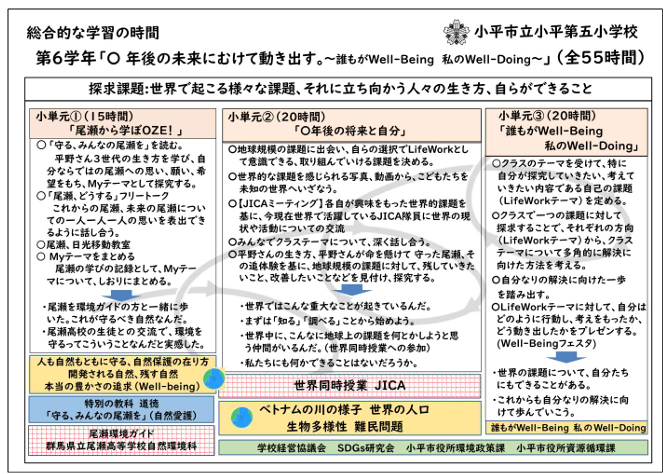 総合的な学習の時間
小平市立小平第五小学校
第6学年「〇 年後の未来にむけて動き出す。～誰もがWell-Being 私のWell-Doing～」(全55時間)
探求課題:世界で起こる様々な課題、それに立ち向かう人々の生き方、自らができること
小単元①(15時間)
「尾瀬から学ぼOZE!」
〇「守る、みんなの尾瀬」を読む。
平野さん3世代の生き方を学び、自
分ならではの尾瀬への思い、願い、希
望をもち、Myテーマとして探究する。
〇「尾瀬、どうする」フリートーク
これからの尾瀬、未来の尾瀬につい
ての一人一人一人の思いを表出でき
るように話し合う。
〇尾瀬、日光移動教室
〇 Myテーマをまとめる
尾瀬の学びの記録として、Myテー
マについて、しおりにまとめる。
・尾瀬を環境ガイドの方と一緒に歩
いた。これが守るべき自然なんだ。
・尾瀬高校の生徒との交流で、環境を
守るってこういうことなんだと実感した。
人も自然もともに守る、自然保護の在り方
開発される自然、残す自然
本当の豊かさの追求(Well-being)
特別の教科 道徳
「守る、みんなの尾瀬を」(自然愛護)
尾瀬環境ガイド
群馬県立尾瀬高等学校自然環境科
小単元②(20時間)
「〇年後の将来と自分」
〇地球規模の課題に出会い、自らの選択でLifeWorkとし
て意識できる、取り組んでいける課題を決める。
〇世界的な課題を感じられる写真、動画から、こどもたちを
未知の世界へいざなう。
〇【JICAミーティング】各自が興味をもった世界的な課題を
基に、今現在世界で活躍しているJICA隊員に世界の現
状や活動についての交流
〇みんなでクラステーマについて、深く話し合う。
〇平野さんの生き方、平野さんが命を懸けて 守った尾瀬、そ
の追体験を基に、地球規模の課題に対して、残していきた
いこと、改善したいことなどを見付け、探究する。
・世界ではこんな重大なことが起きているんだ。
・まずは「知る」「調べる」ことから始めよう。
・世界中に、こんなに地球上の課題を何とかしようと思
う仲間がいるんだ。(世界同時授業への参加)
・私たちにも何かできることはないだろうか。
世界同時授業 JICA
ベトナムの川の様子 世界の人口
生物多様性 難民問題
小単元③(20時間)
「誰もがWell-Being
私のWell-Doing」
〇クラスのテーマを受けて、特に
自分が探究していきたい、考えて
いきたい内容である自己の課題
(LifeWorkテーマ)を定める。
〇クラスで一つの課題に対して
探求することで、それぞれの方向
(LifeWorkテーマ)から、クラス
テーマについて多角的に解決に
向けた方法を考える。
〇自分なりの解決に向けた一歩
を踏み出す。
〇LifeWorkテーマに対して、自分は
どのように行動し、考えをもったか、
どう動き出したかをプレゼンする。
(Well-Beingフェスタ)
・世界の課題について、自分たち
にもできることがある。
・これからも自分なりの解決に向
けて歩んでいこう。
誰もがWell-Being 私のWell-Doing
学校経営協議会 SDGs研究会 小平市役所環境政策課 小平市役所資源循環課